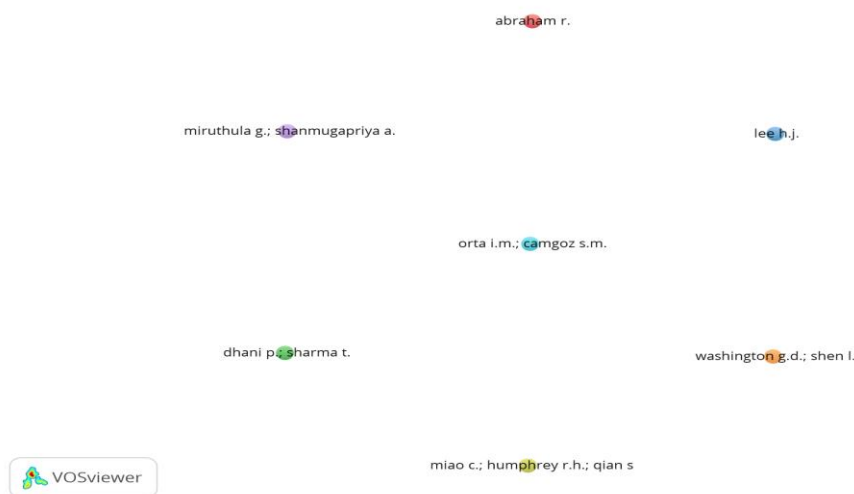 abraham r.
miruthula g.; shanmugapriya a.
lee h.j.
orta i.m.; camgoz s.m.
dhani p.; sharma t.
washington g.d.; shen l.
miao c.; humphrey r.h.; qian s
VOSviewer